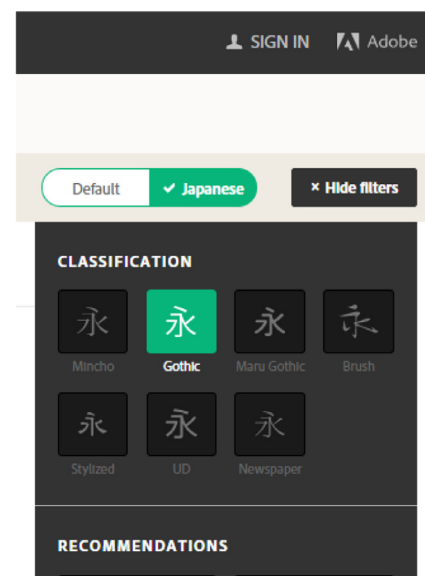 SIGN IN Adobe
Default ✓ Japanese × Hide filters
CLASSIFICATION
永 永 永 永
Mincho Gothic Maru Gothic Brush
永 永 永
Stylized UD Newspaper
RECOMMENDATIONS